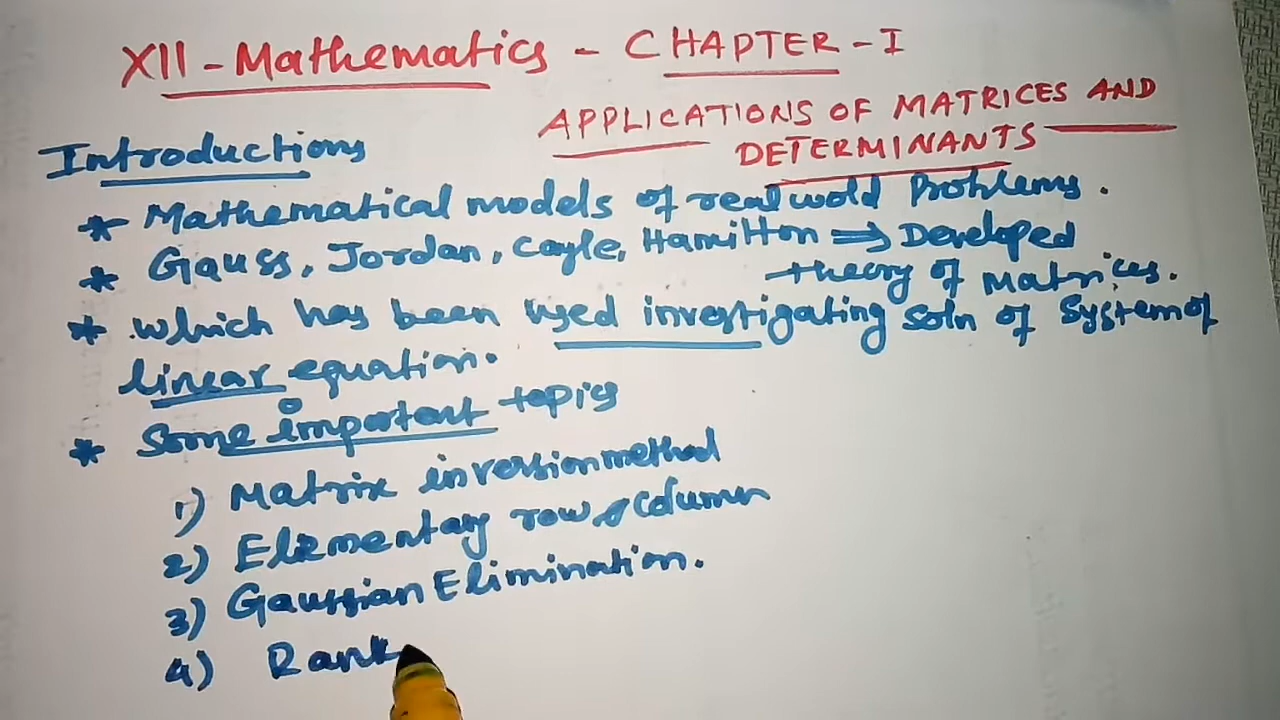 XII - Mathematics - CHAPTER - I
APPLICATIONS OF MATRICES AND
DETERMINANTS
Introductions
* Mathematical models of real wold Problems.
* Gauss, Jordan, Cayle, Hamilton ⇒ Developed
theory of Matrices.
* which has been used investigating soln of System of
linear equation.
* Some important topics
1) Matrix inversion method
2) Elementary row & column
3) Gaussian Elimination.
4) Rank